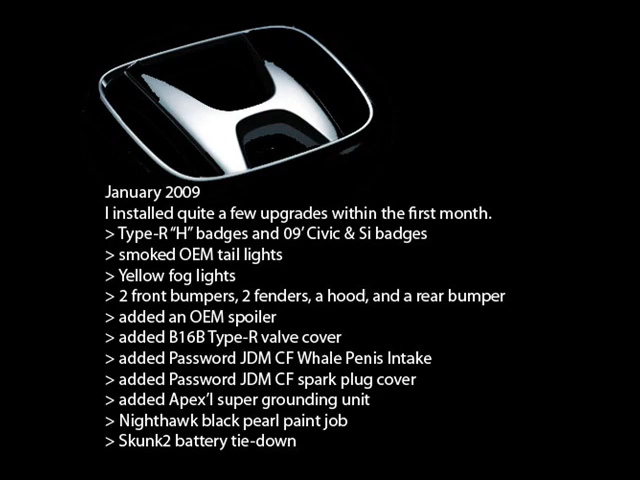 January 2009
I installed quite a few upgrades within the first month.
> Type-R “H” badges and 09’ Civic & Si badges
> smoked OEM tail lights
> Yellow fog lights
> 2 front bumpers, 2 fenders, a hood, and a rear bumper
> added an OEM spoiler
> added B16B Type-R valve cover
> added Password JDM CF Whale Penis Intake
> added Password JDM CF spark plug cover
> added Apex’I super grounding unit
> Nighthawk black pearl paint job
> Skunk2 battery tie-down